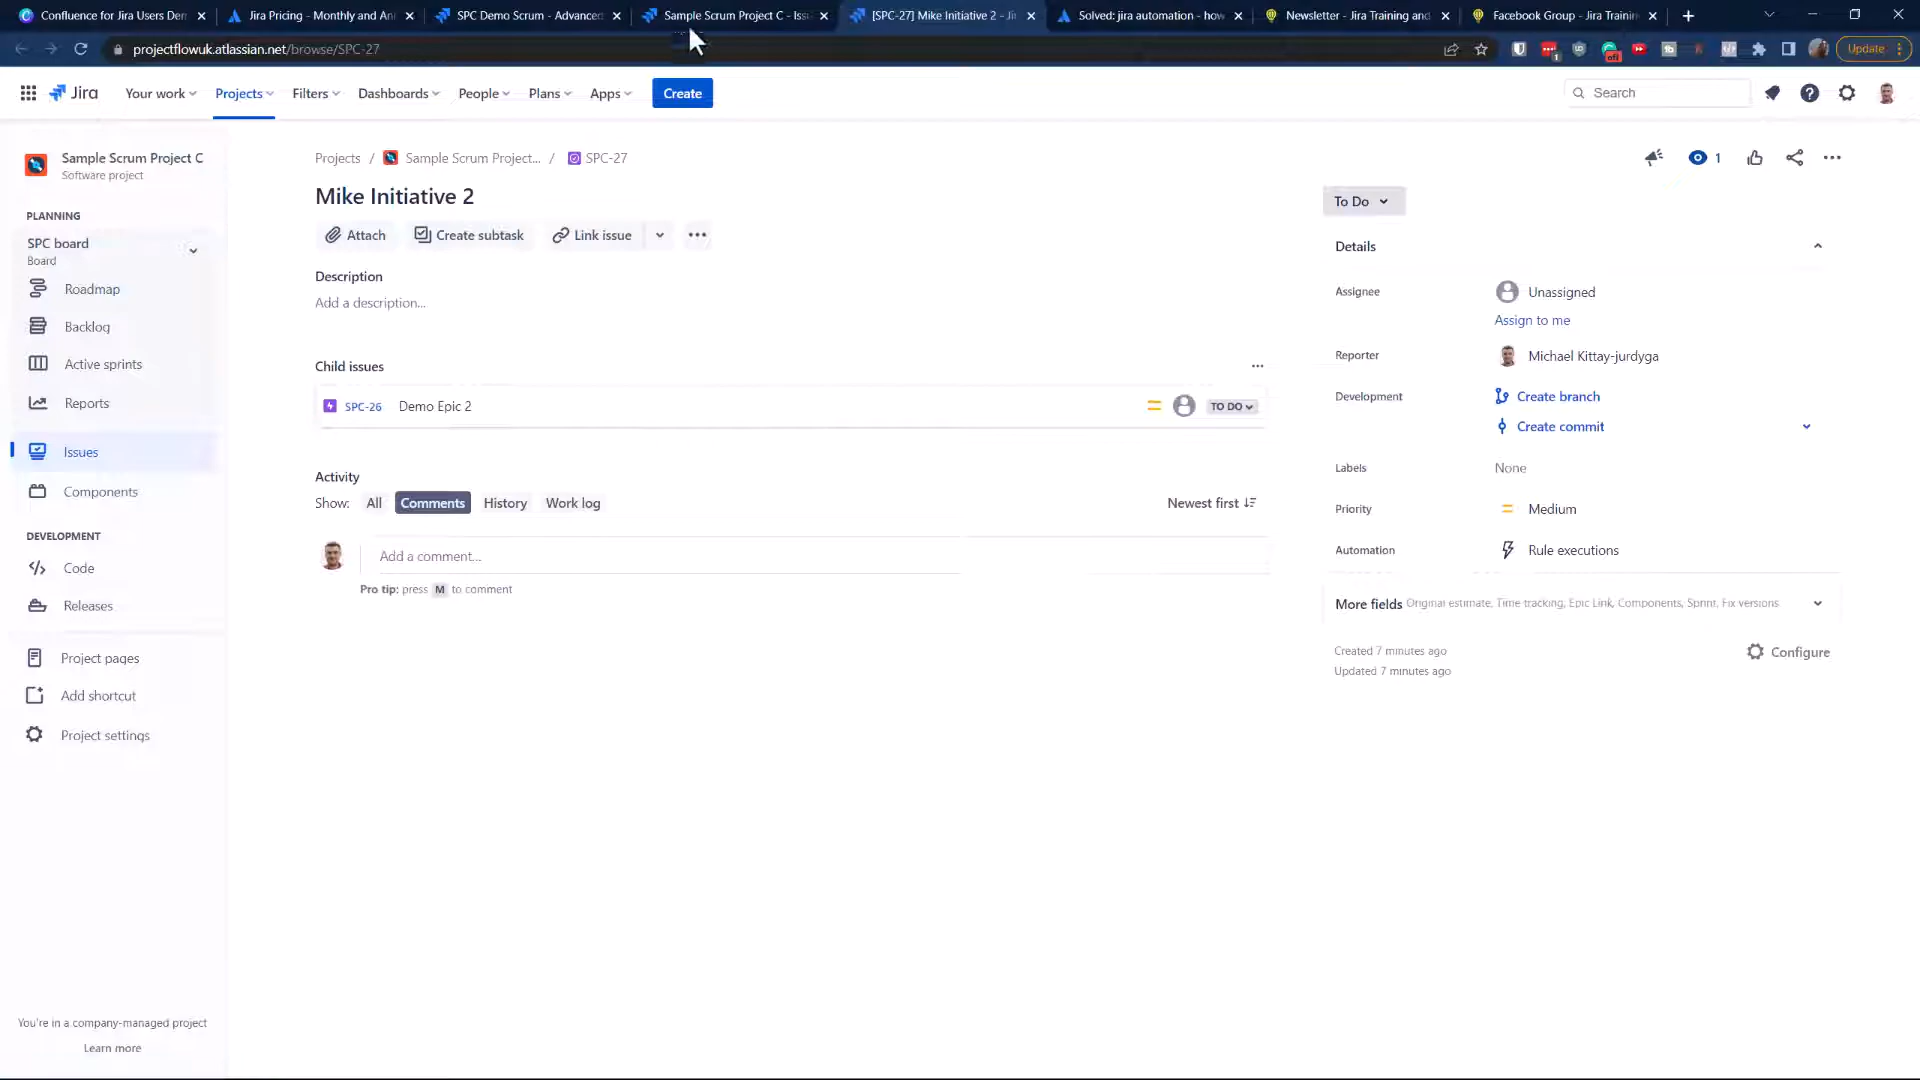 Confluence for Jira Users Den
Jira Pricing - Monthly and An
SPC Demo Scrum - Advanced
Sample Scrum Project C - Iss
[SPC-27] Mike Initiative 2 - Ji
Solved: jira automation - how
Newsletter - Jira Training and
Facebook Group - Jira Trainin
projectflowuk.atlassian.net/browse/SPC-27
Update
Jira
Your work
Projects
Filters
Dashboards
People
Plans
Apps
Create
Search
Sample Scrum Project C
Software project
PLANNING
SPC board
Board
Roadmap
Backlog
Active sprints
Reports
Issues
Components
DEVELOPMENT
Code
Releases
Project pages
Add shortcut
Project settings
You're in a company-managed project
Learn more
Projects / Sample Scrum Project... / SPC-27
Mike Initiative 2
Attach
Create subtask
Link issue
Description
Add a description...
Child issues
SPC-26 Demo Epic 2 TO DO
Activity
Show: All Comments History Work log
Newest first
Add a comment...
Pro tip: press M to comment
1
To Do
Details
Assignee
Unassigned
Assign to me
Reporter
Michael Kittay-jurdyga
Development
Create branch
Create commit
Labels
None
Priority
Medium
Automation
Rule executions
More fields Original estimate, Time tracking, Epic Link, Components, Sprint, Fix versions
Created 7 minutes ago
Updated 7 minutes ago
Configure